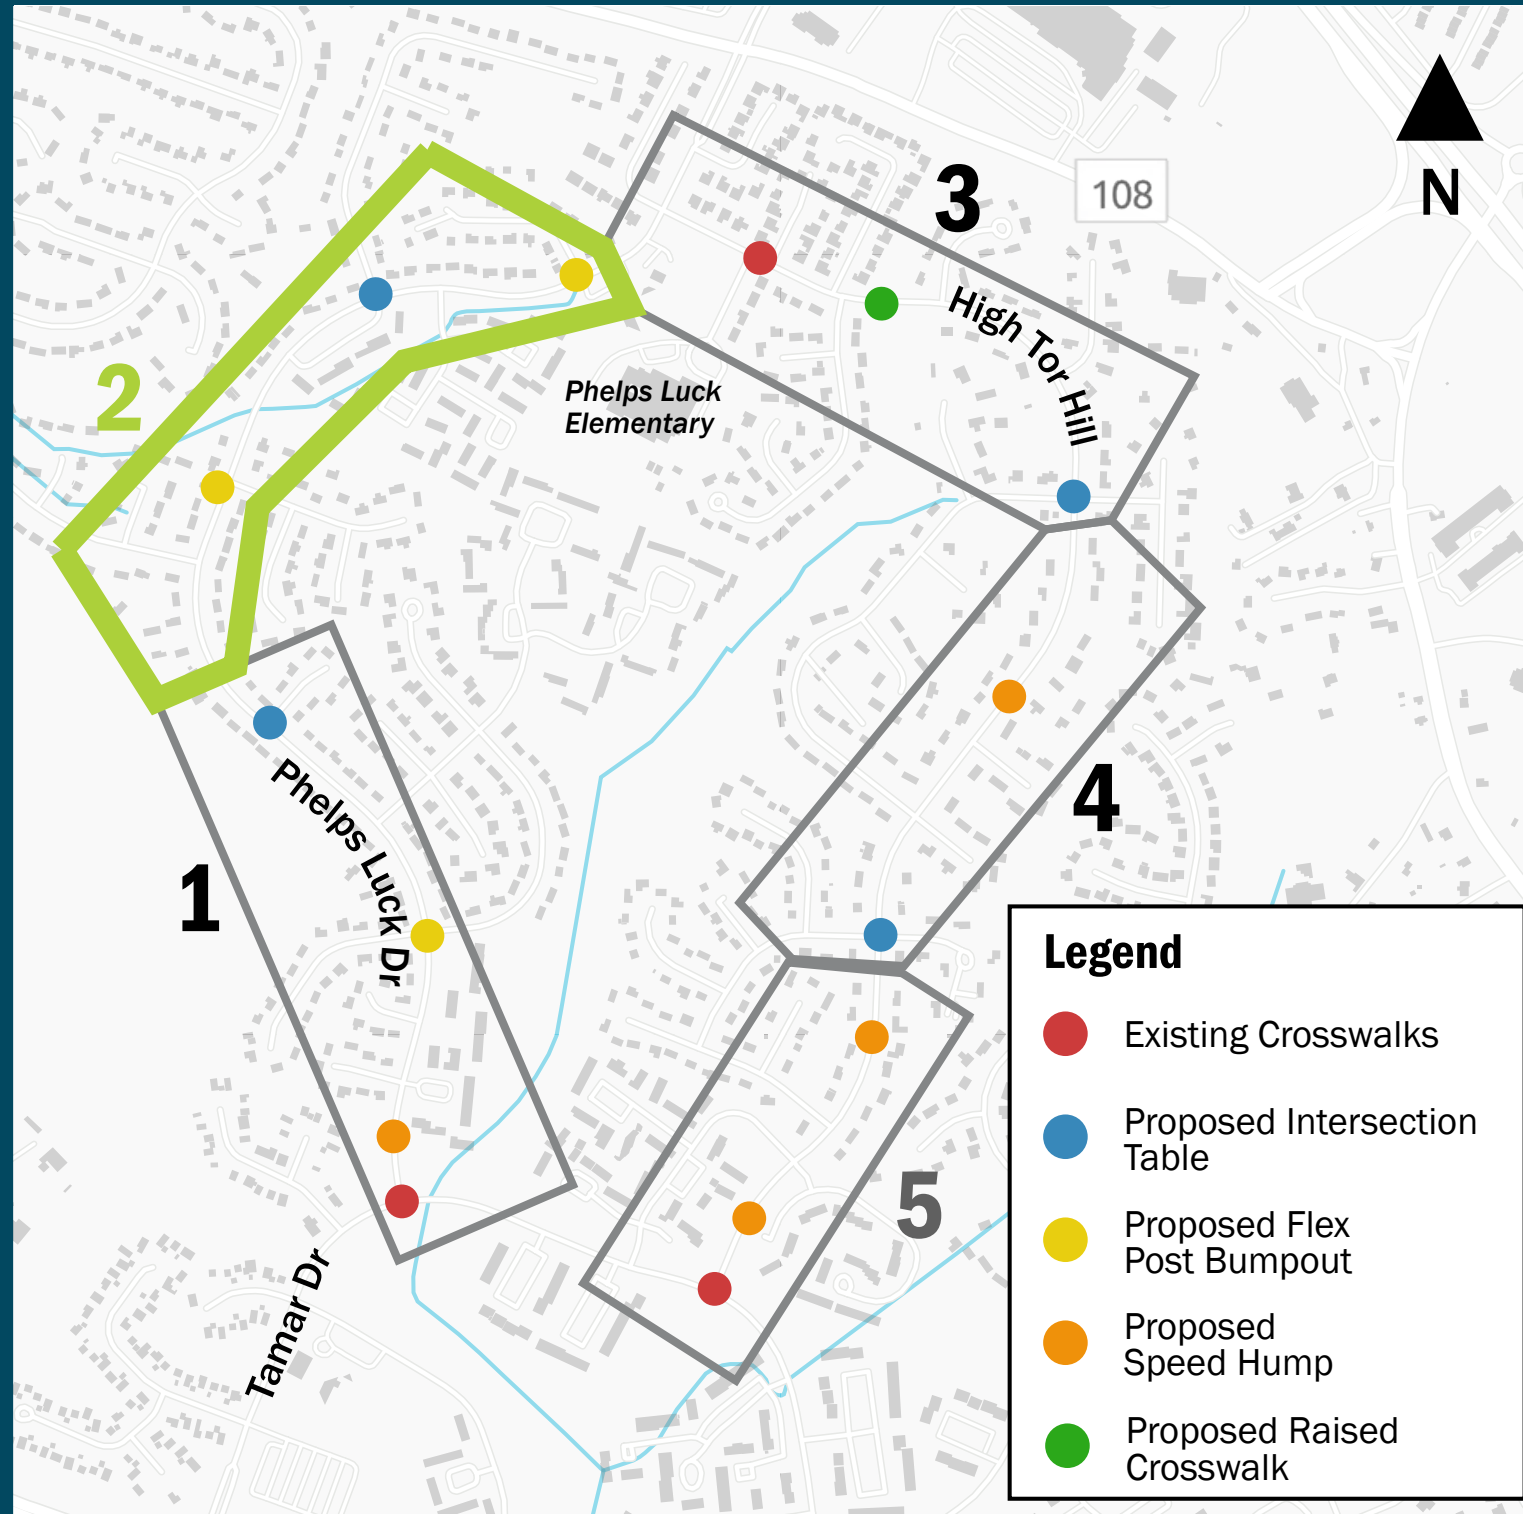 3
108
N
High Tor Hill
2
Phelps Luck
Elementary
4
Phelps Luck Dr
1
5
Tamar Dr
Legend
Existing Crosswalks
Proposed Intersection
Table
Proposed Flex
Post Bumpout
Proposed
Speed Hump
Proposed Raised
Crosswalk